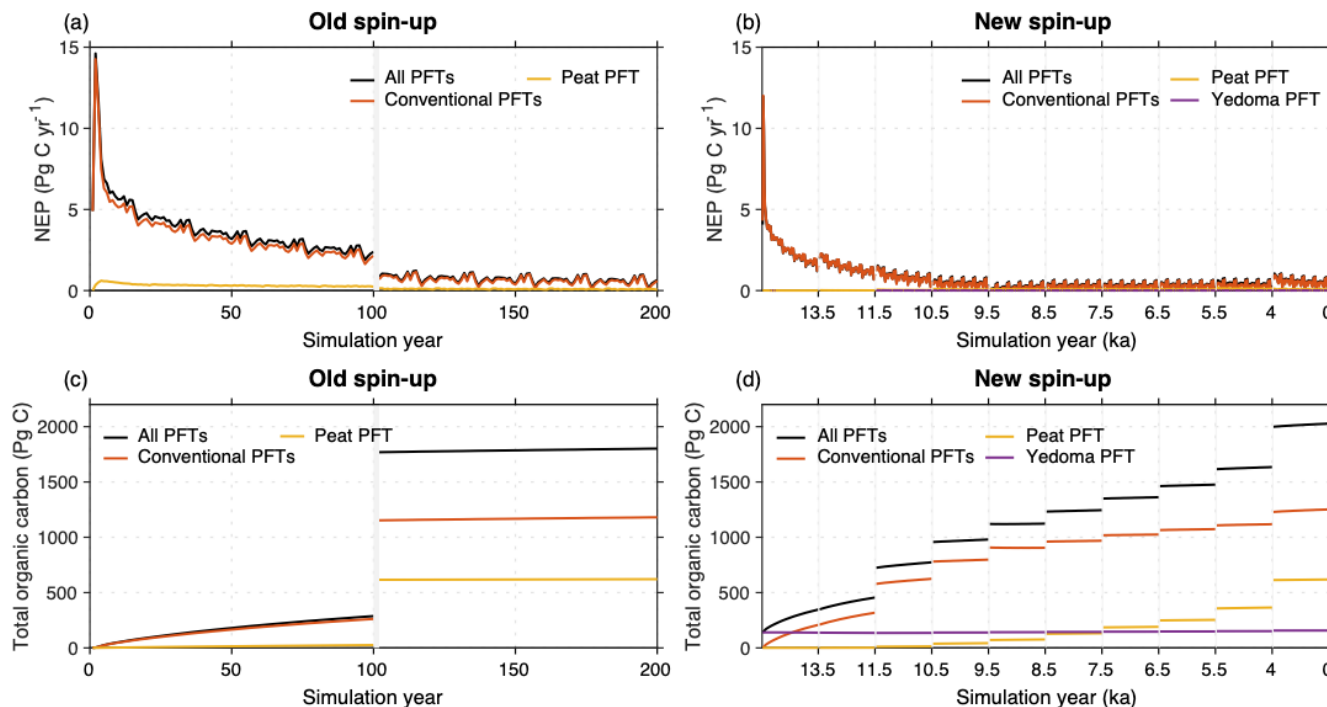 (a) Old spin-up
NEP (Pg C yr-1)
15
10
5
0
All PFTs
Conventional PFTs
Peat PFT
0 50 100 150 200
Simulation year
(b) New spin-up
NEP (Pg C yr-1)
15
10
5
0
All PFTs
Conventional PFTs
Peat PFT
Yedoma PFT
13.5 11.5 10.5 9.5 8.5 7.5 6.5 5.5 4 0
Simulation year (ka)
(c) Old spin-up
Total organic carbon (Pg C)
2000
1500
1000
500
0
All PFTs
Conventional PFTs
Peat PFT
0 50 100 150 200
Simulation year
(d) New spin-up
Total organic carbon (Pg C)
2000
1500
1000
500
0
All PFTs
Conventional PFTs
Peat PFT
Yedoma PFT
13.5 11.5 10.5 9.5 8.5 7.5 6.5 5.5 4 0
Simulation year (ka)